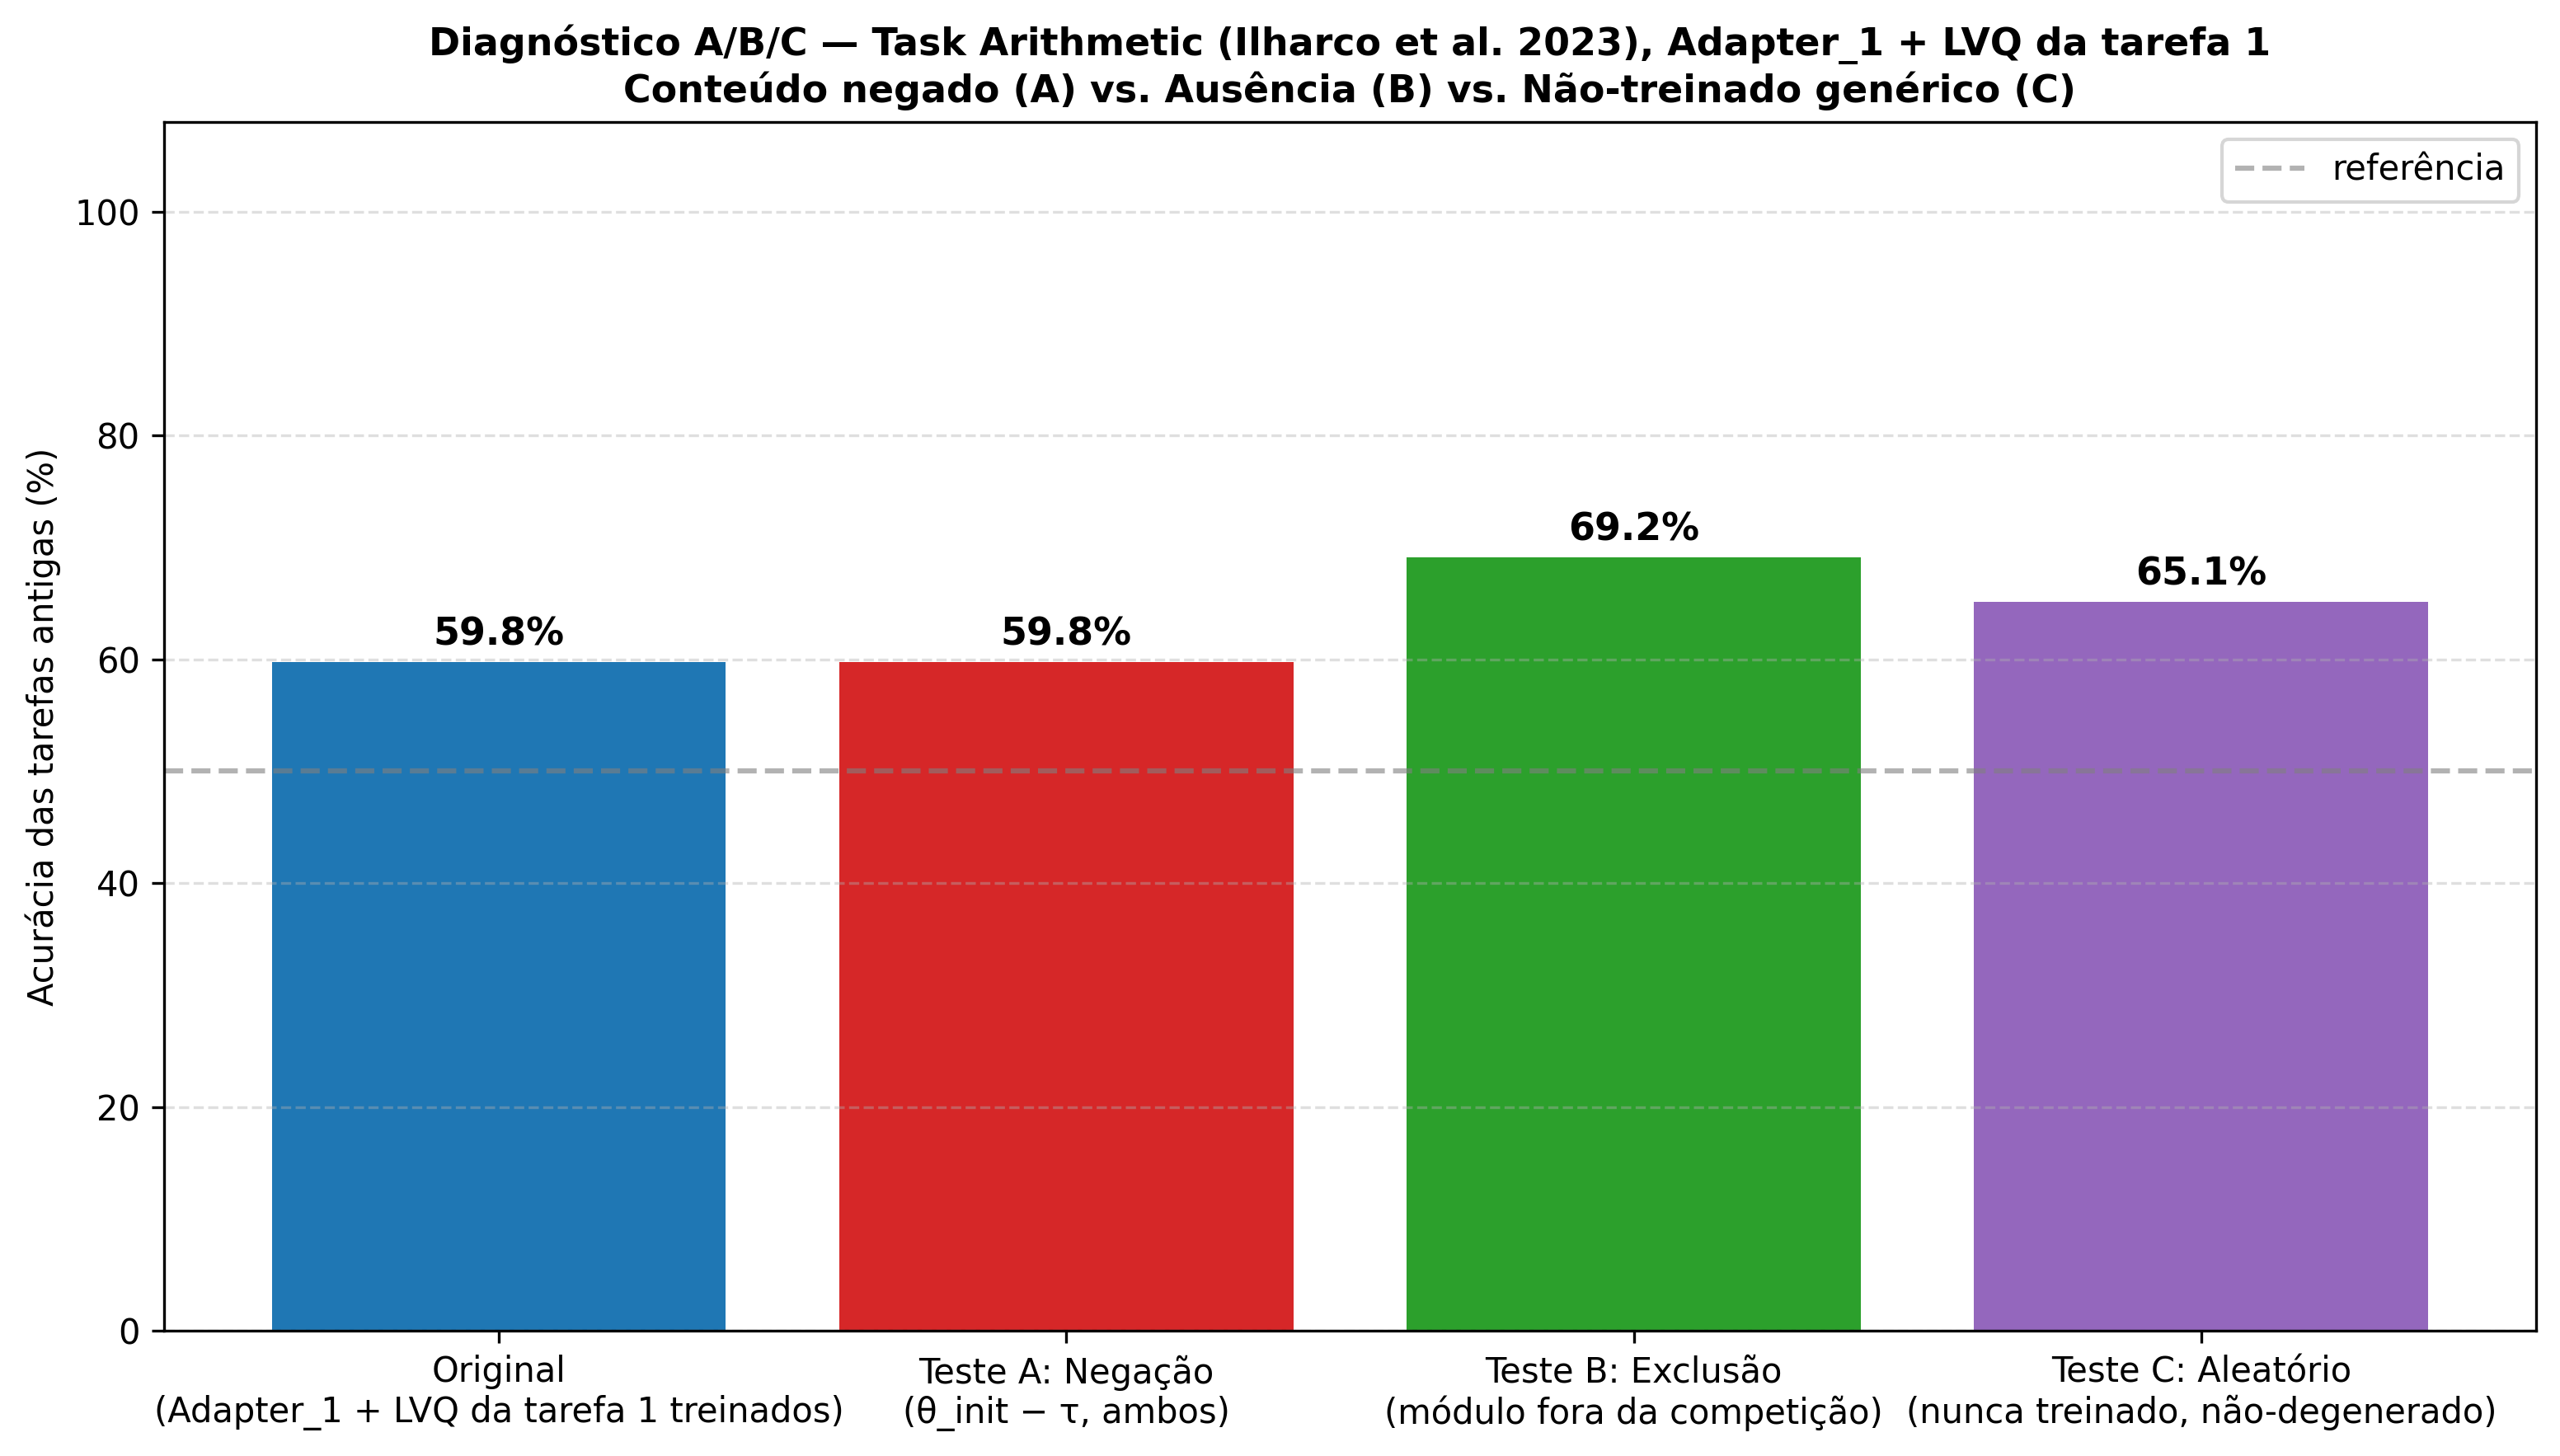 Diagnóstico A/B/C — Task Arithmetic (Ilharco et al. 2023), Adapter_1 + LVQ da tarefa 1
Conteúdo negado (A) vs. Ausência (B) vs. Não-treinado genérico (C)
referência
Acurácia das tarefas antigas (%)
100
80
60
40
20
0
59.8%
59.8%
69.2%
65.1%
Original
(Adapter_1 + LVQ da tarefa 1 treinados)
Teste A: Negação
(θ_init − τ, ambos)
Teste B: Exclusão
(módulo fora da competição)
Teste C: Aleatório
(nunca treinado, não-degenerado)